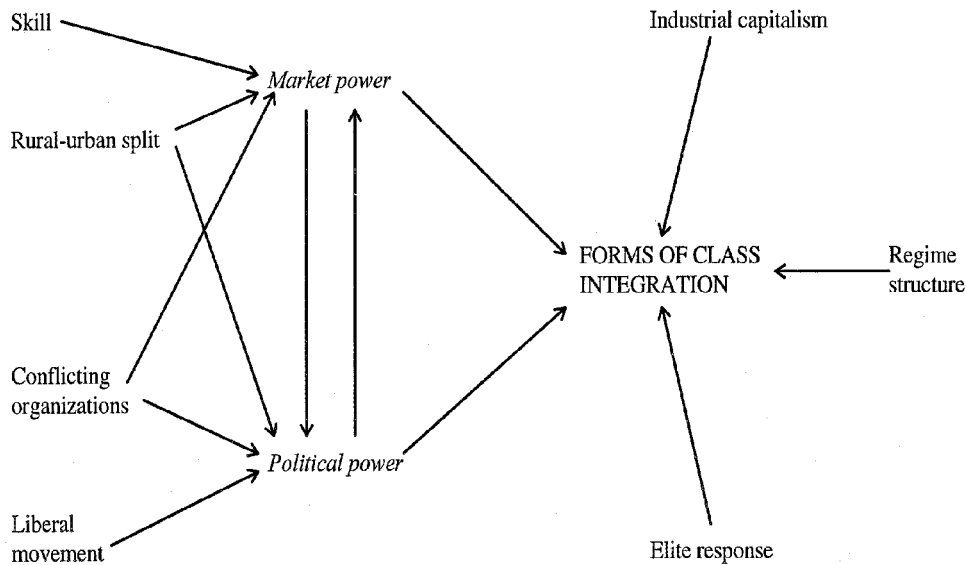 Skill
Industrial capitalism
Market power
Rural-urban split
FORMS OF CLASS
INTEGRATION
Regime
structure
Conflicting
organizations
Political power
Liberal
movement
Elite response